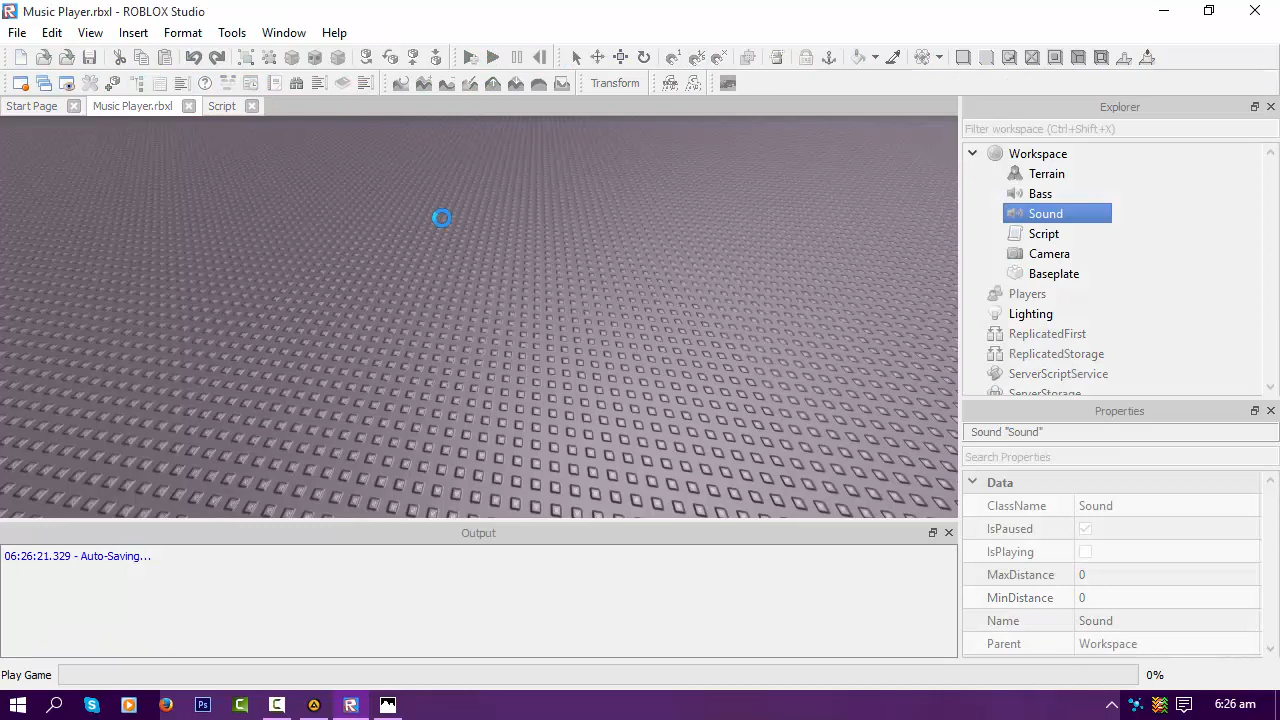 Music Player.rbxl - ROBLOX Studio
File Edit View Insert Format Tools Window Help
Transform
Start Page Music Player.rbxl Script
Explorer
Filter workspace (Ctrl+Shift+X)
Workspace
Terrain
Bass
Sound
Script
Camera
Baseplate
Players
Lighting
ReplicatedFirst
ReplicatedStorage
ServerScriptService
ServerStorage
Properties
Sound "Sound"
Search Properties
Data
ClassName Sound
IsPaused
IsPlaying
MaxDistance 0
MinDistance 0
Name Sound
Parent Workspace
Output
06:26:21.329 - Auto-Saving...
Play Game 0%
6:26 am